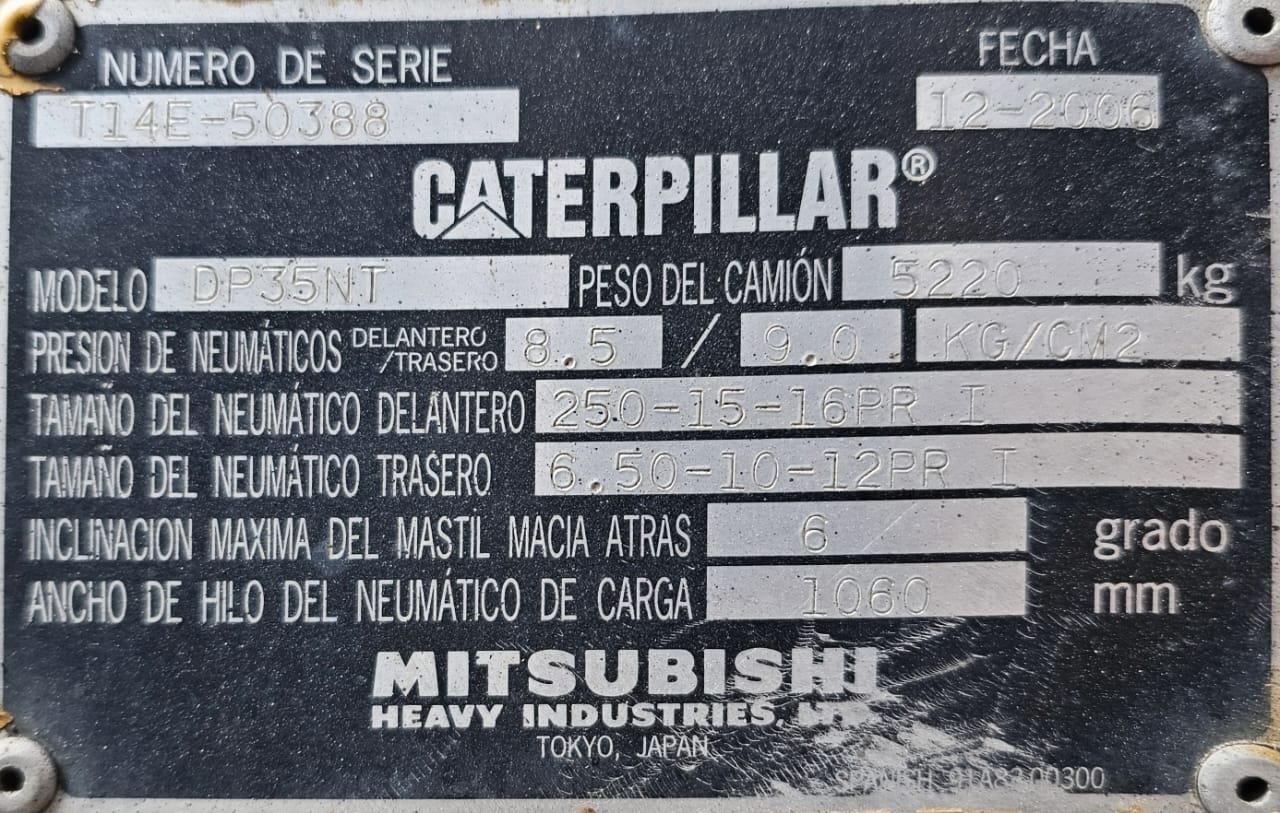 NUMERO DE SERIE FECHA
T14E-50388 12-2006
CATERPILLAR®
MODELO DP35NT PESO DEL CAMIÓN 5220 kg
PRESION DE NEUMÁTICOS DELANTERO /TRASERO 8.5 / 9.0 KG/CM2
TAMAÑO DEL NEUMÁTICO DELANTERO 250-15-16PR I
TAMAÑO DEL NEUMÁTICO TRASERO 6.50-10-12PR I
INCLINACION MAXIMA DEL MASTIL MACIA ATRAS 6 grado
ANCHO DE HILO DEL NEUMÁTICO DE CARGA 1060 mm
MITSUBISHI
HEAVY INDUSTRIES, LTD.
TOKYO, JAPAN
SPANISH 91A8200300